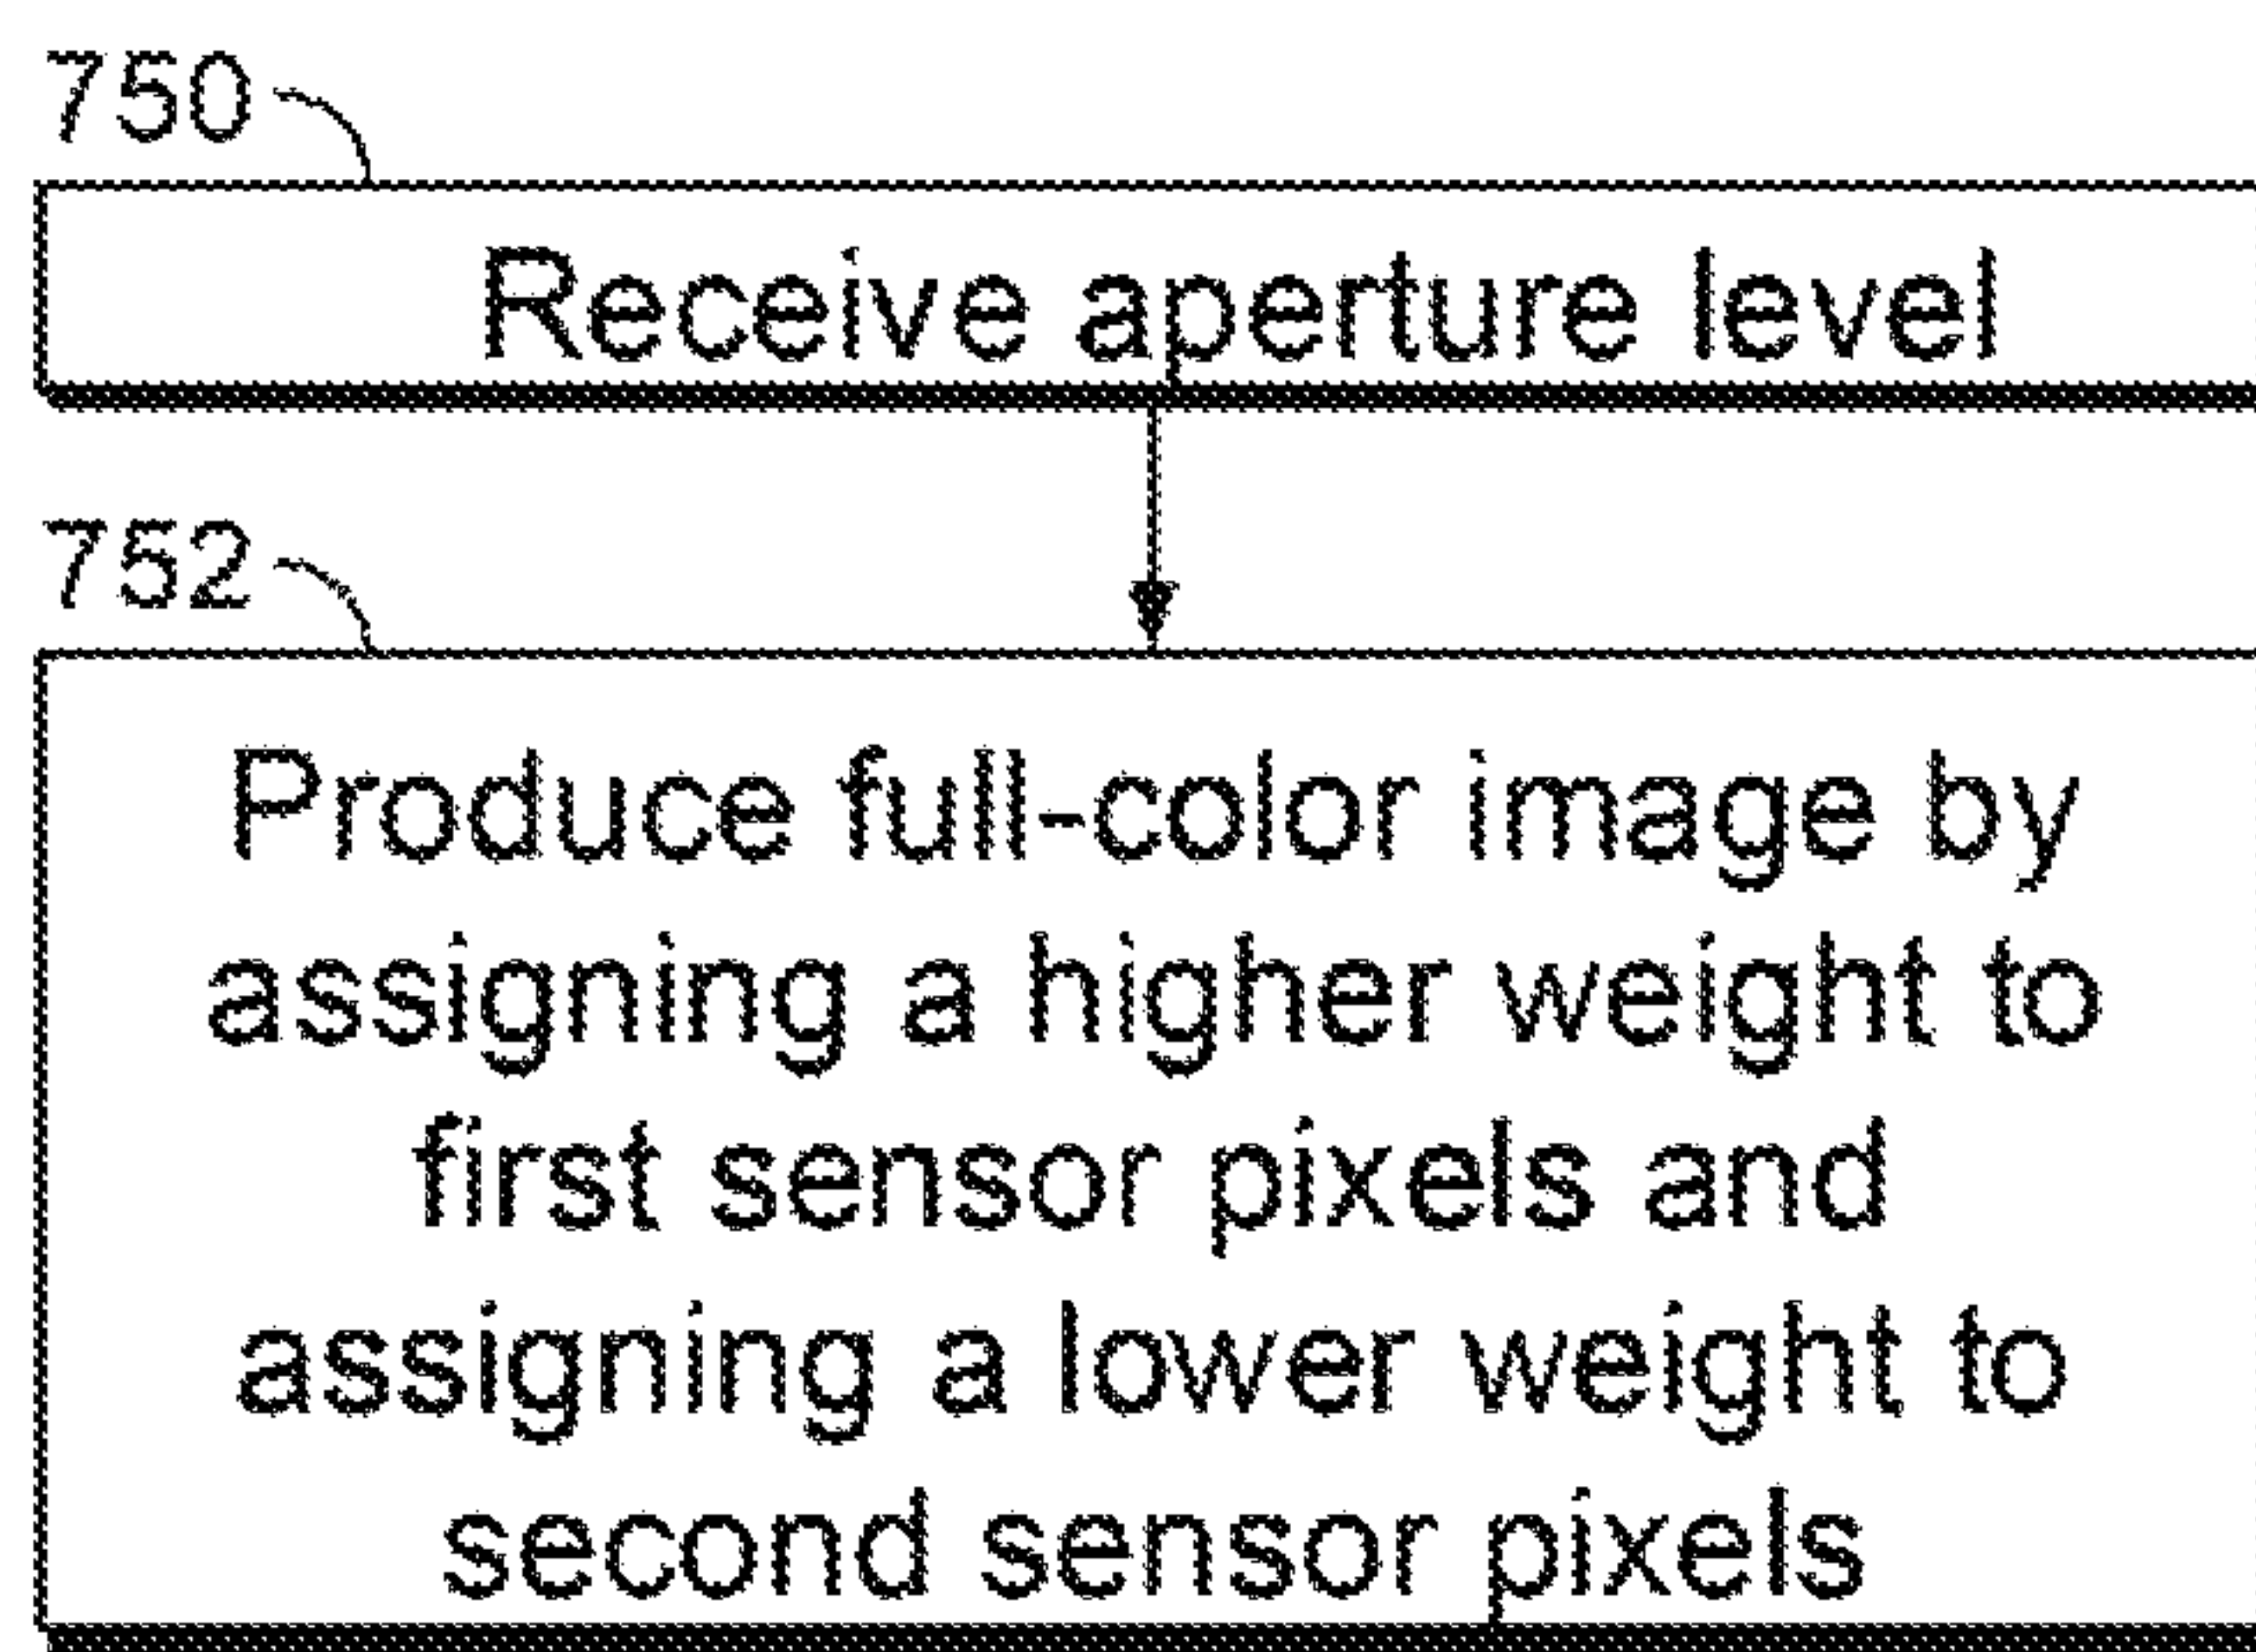 750
Receive aperture level
752
Produce full-color image by
assigning a higher weight to
first sensor pixels and
assigning a lower weight to
second sensor pixels